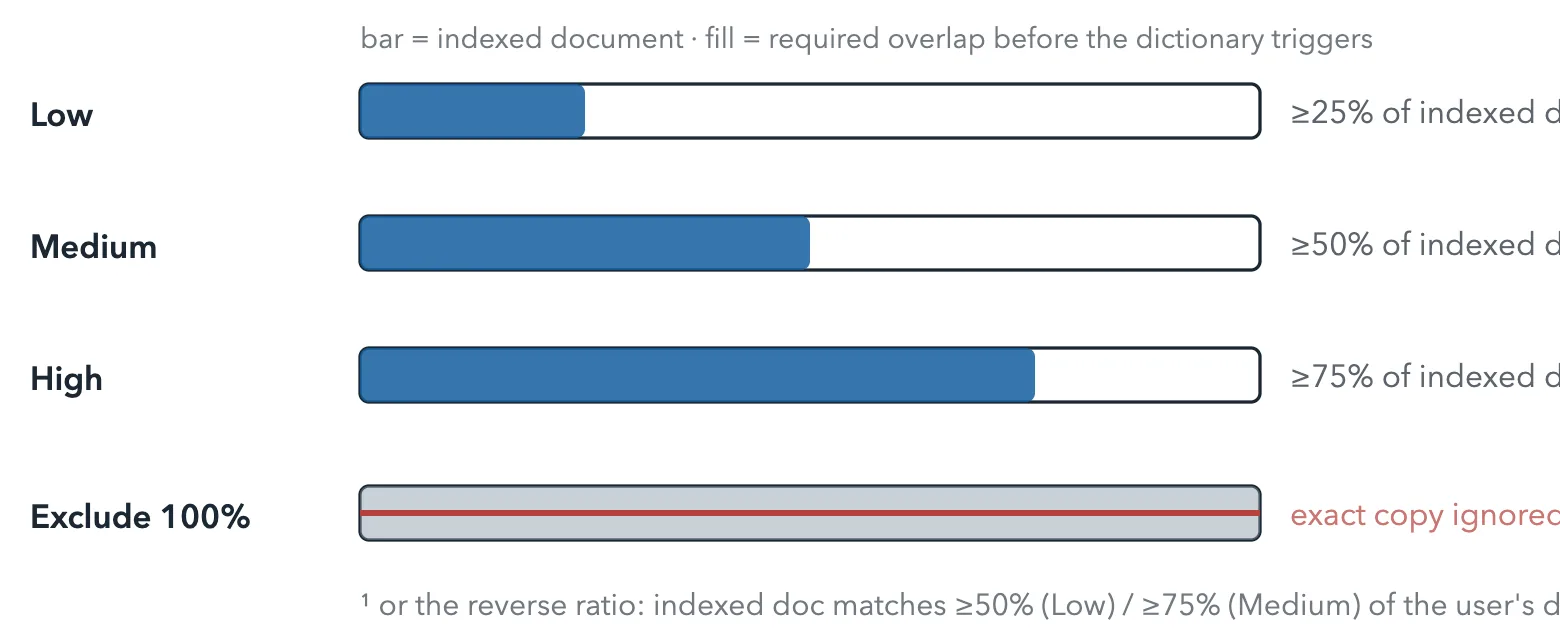 bar = indexed document · fill = required overlap before the dictionary triggers
Low
≥25% of indexed
Medium
≥50% of indexed
High
≥75% of indexed
Exclude 100%
exact copy
¹ or the reverse ratio: indexed doc matches ≥50% (Low) / ≥75% (Medium) of the user's